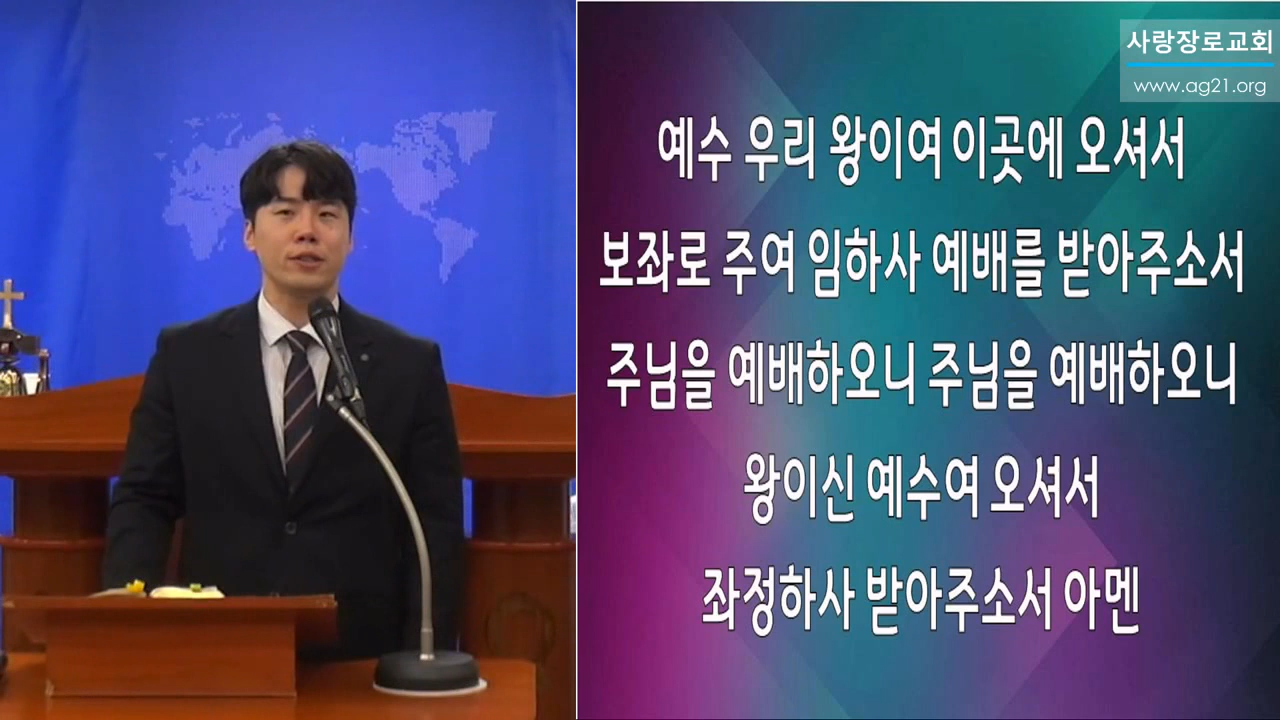 사랑장로교회
www.ag21.org
예수 우리 왕이여 이곳에 오셔서
보좌로 주여 임하사 예배를 받아주소서
주님을 예배하오니 주님을 예배하오니
왕이신 예수여 오셔서
좌정하사 받아주소서 아멘